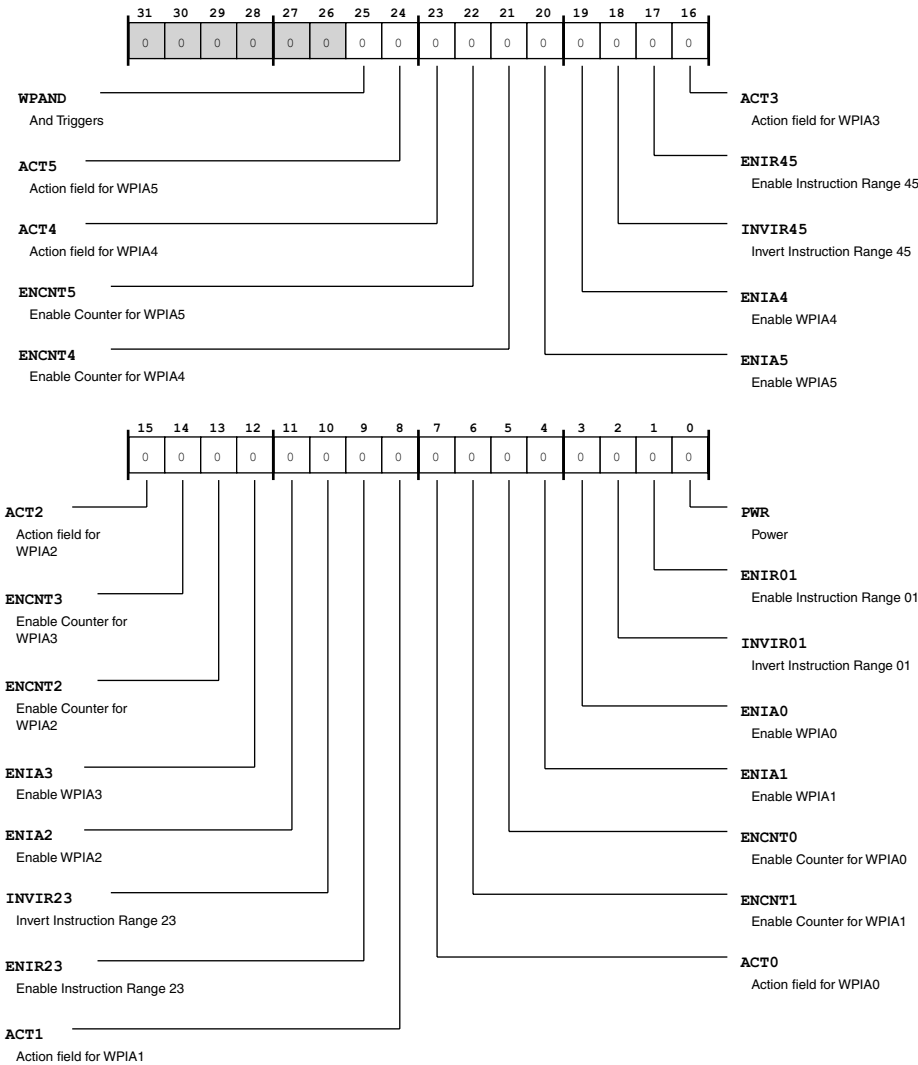 31 30 29 28 27 26 25 24 23 22 21 20 19 18 17 16
0 0 0 0 0 0 0 0 0 0 0 0 0 0 0 0
WPAND
And Triggers
ACT5
Action field for WPIA5
ACT4
Action field for WPIA4
ENCNT5
Enable Counter for WPIA5
ENCNT4
Enable Counter for WPIA4
ACT3
Action field for WPIA3
ENIR45
Enable Instruction Range 45
INVIR45
Invert Instruction Range 45
ENIA4
Enable WPIA4
ENIA5
Enable WPIA5
15 14 13 12 11 10 9 8 7 6 5 4 3 2 1 0
0 0 0 0 0 0 0 0 0 0 0 0 0 0 0 0
ACT2
Action field for
WPIA2
ENCNT3
Enable Counter for
WPIA3
ENCNT2
Enable Counter for
WPIA2
ENIA3
Enable WPIA3
ENIA2
Enable WPIA2
INVIR23
Invert Instruction Range 23
ENIR23
Enable Instruction Range 23
ACT1
Action field for WPIA1
PWR
Power
ENIR01
Enable Instruction Range 01
INVIR01
Invert Instruction Range 01
ENIA0
Enable WPIA0
ENIA1
Enable WPIA1
ENCNT0
Enable Counter for WPIA0
ENCNT1
Enable Counter for WPIA1
ACT0
Action field for WPIA0